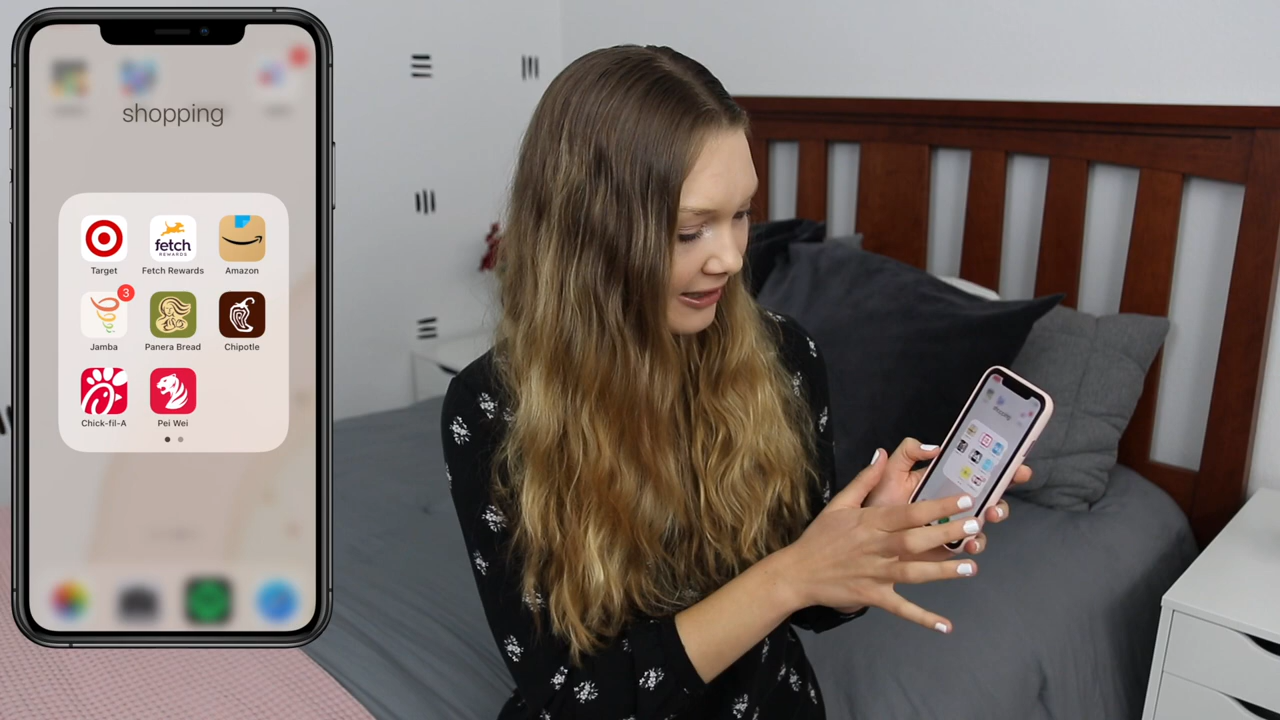 shopping
fetch
REWARDS
Target
Fetch Rewards
Amazon
3
Jamba
Panera Bread
Chipotle
Chick-fil-A
Pei Wei